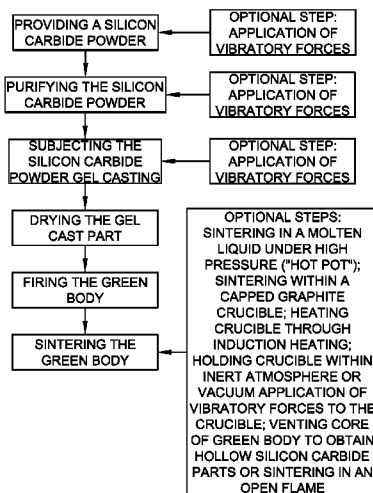 PROVIDING A SILICON
CARBIDE POWDER
OPTIONAL STEP:
APPLICATION OF
VIBRATORY FORCES
PURIFYING THE SILICON
CARBIDE POWDER
OPTIONAL STEP:
APPLICATION OF
VIBRATORY FORCES
SUBJECTING THE
SILICON CARBIDE
POWDER GEL CASTING
OPTIONAL STEP:
APPLICATION OF
VIBRATORY FORCES
DRYING THE GEL
CAST PART
FIRING THE GREEN
BODY
SINTERING THE
GREEN BODY
OPTIONAL STEPS:
SINTERING IN A MOLTEN
LIQUID UNDER HIGH
PRESSURE ("HOT POT");
SINTERING WITHIN A
CAPPED GRAPHITE
CRUCIBLE; HEATING
CRUCIBLE THROUGH
INDUCTION HEATING;
HOLDING CRUCIBLE WITHIN
INERT ATMOSPHERE OR
VACUUM APPLICATION OF
VIBRATORY FORCES TO THE
CRUCIBLE; VENTING CORE
OF GREEN BODY TO OBTAIN
HOLLOW SILICON CARBIDE
PARTS OR SINTERING IN AN
OPEN FLAME